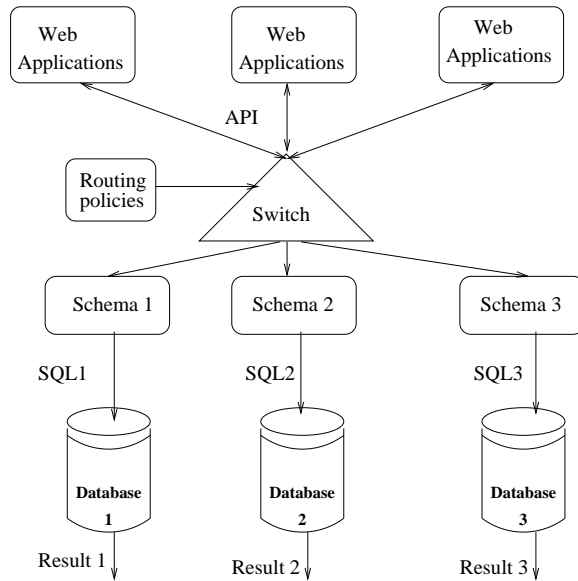 Web
Applications
Web
Applications
Web
Applications
API
Routing
policies
Switch
Schema 1
Schema 2
Schema 3
SQL1
SQL2
SQL3
Database
1
Database
2
Database
3
Result 1
Result 2
Result 3